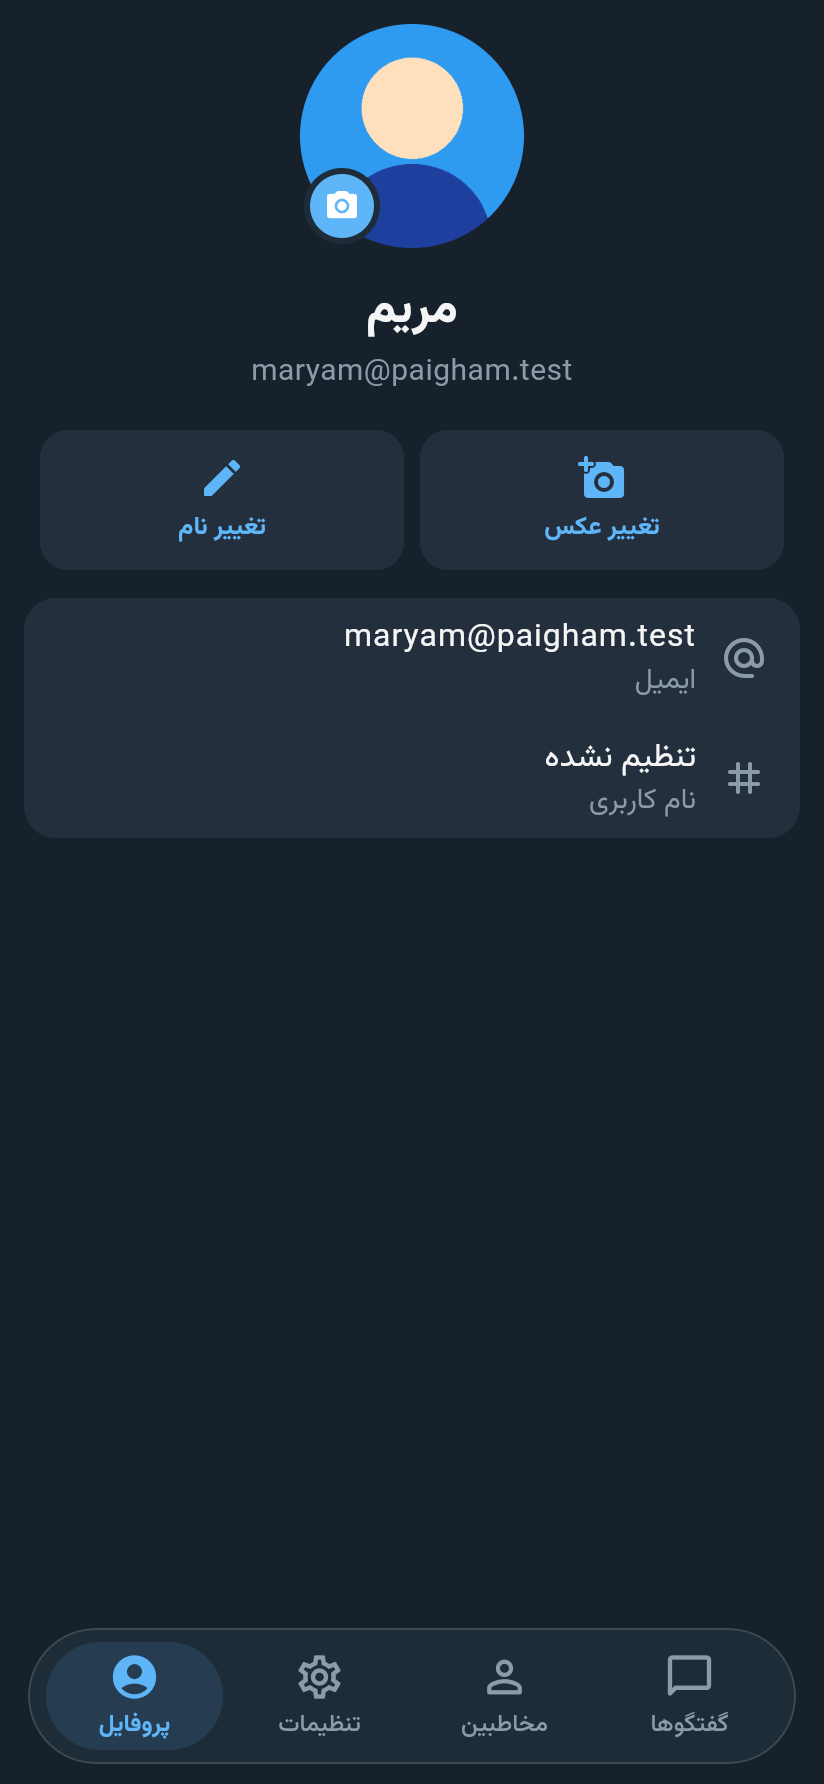 مریم
maryam@paigham.test
تغییر عکس
تغییر نام
maryam@paigham.test
ایمیل
تنظیم نشده
نام کاربری
گفتگوها
مخاطبین
تنظیمات
پروفایل